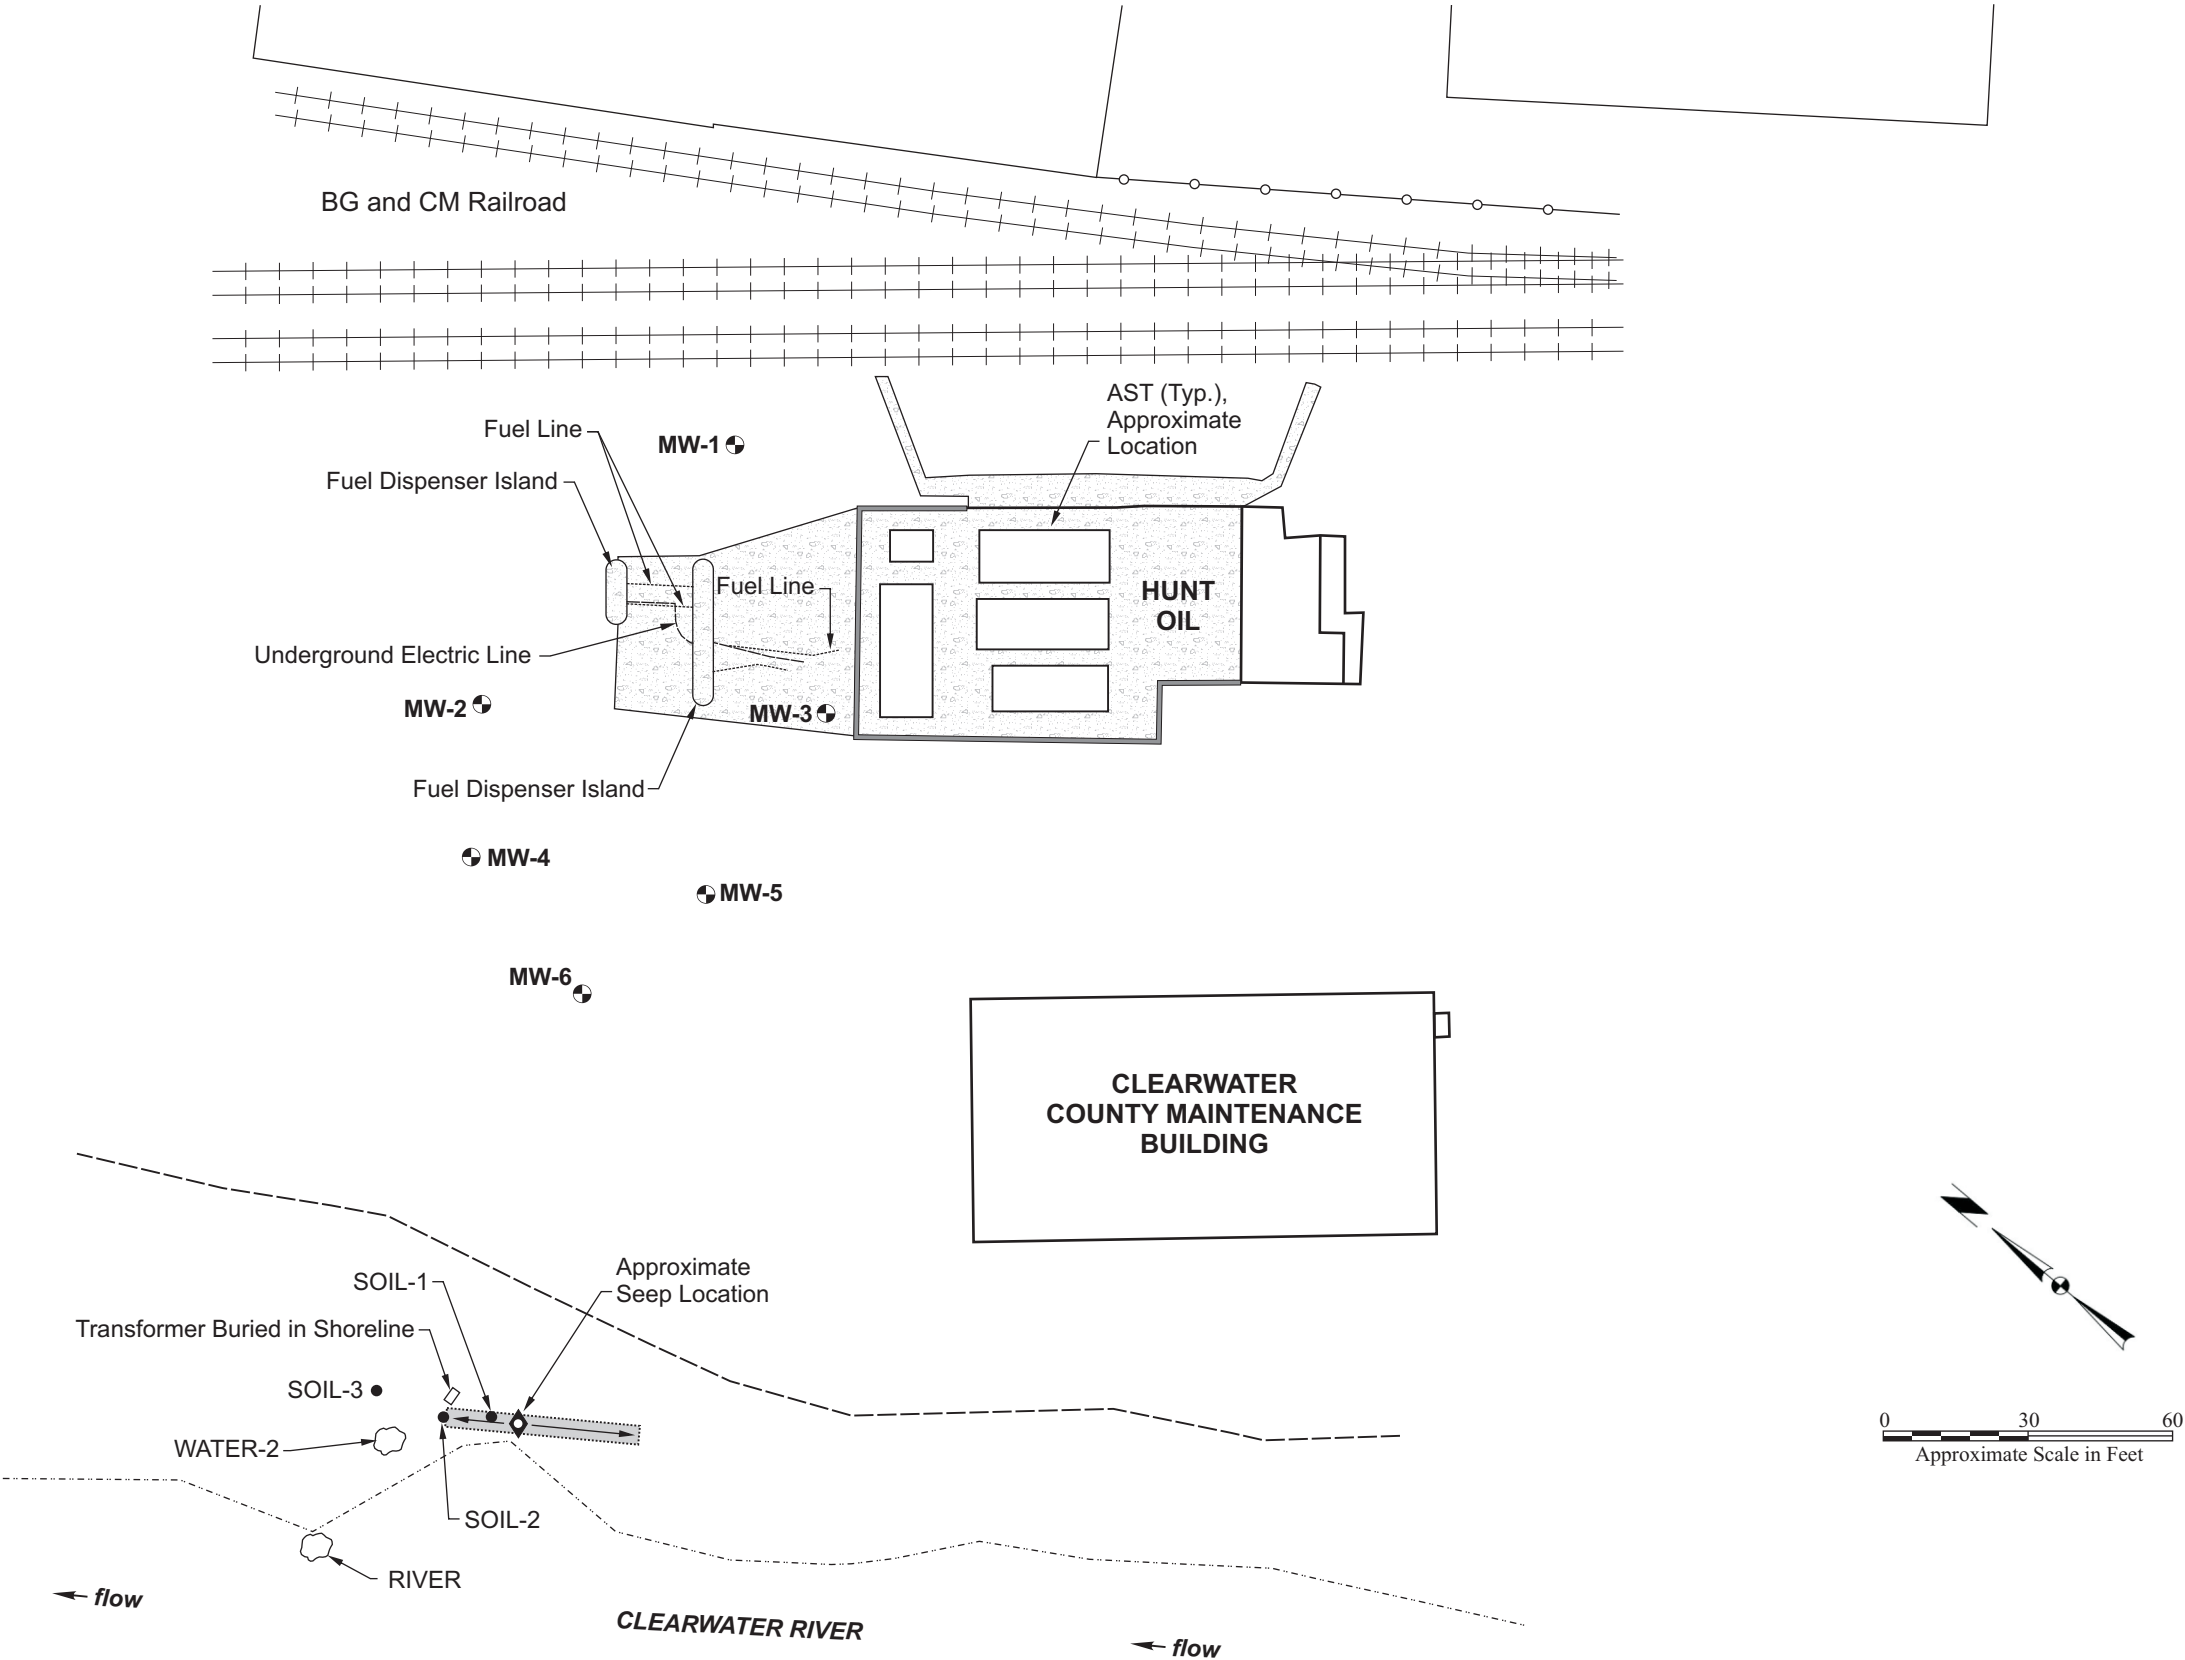 BG and CM Railroad
AST (Typ.),
Approximate
Location
Fuel Line
MW-1
Fuel Dispenser Island
Fuel Line
HUNT
OIL
Underground Electric Line
MW-2
MW-3
Fuel Dispenser Island
MW-4
MW-5
MW-6
CLEARWATER
COUNTY MAINTENANCE
BUILDING
Approximate
Seep Location
SOIL-1
Transformer Buried in Shoreline
SOIL-3
WATER-2
SOIL-2
RIVER
flow
CLEARWATER RIVER
flow
N
0 30 60
Approximate Scale in Feet